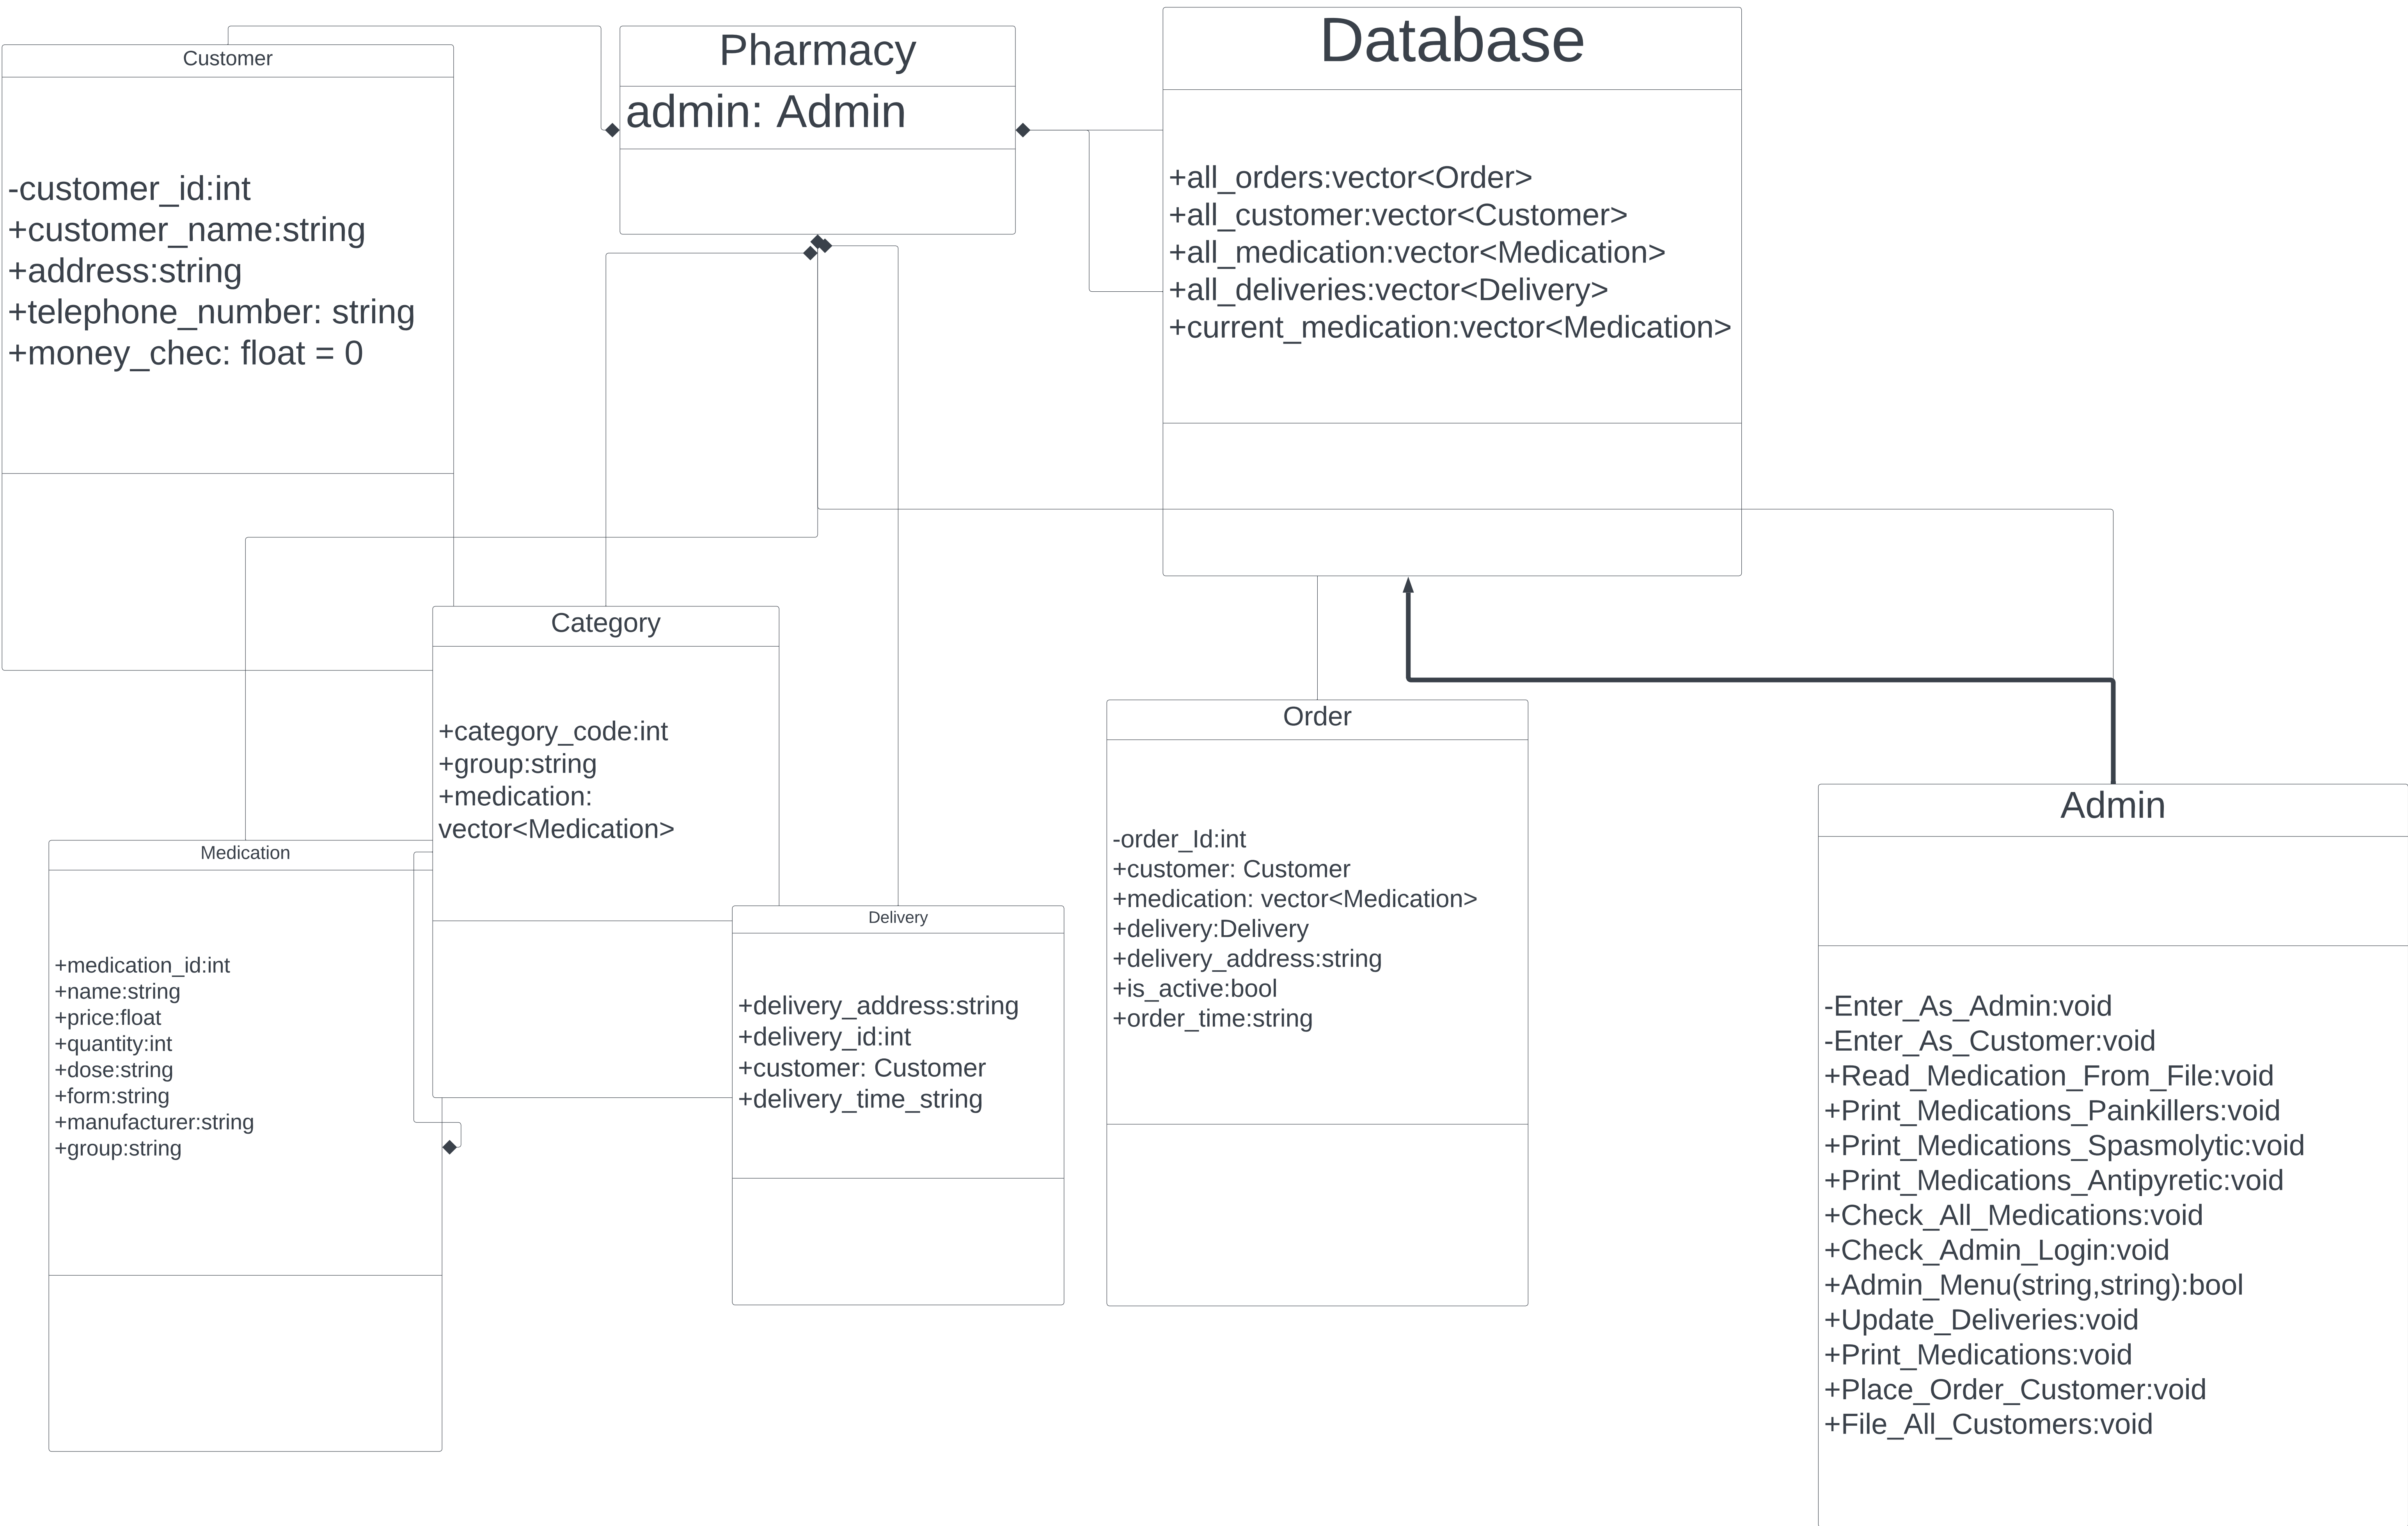 Customer
-customer_id:int
+customer_name:string
+address:string
+telephone_number: string
+money_chec: float = 0
Pharmacy
admin: Admin
Database
+all_orders:vector<Order>
+all_customer:vector<Customer>
+all_medication:vector<Medication>
+all_deliveries:vector<Delivery>
+current_medication:vector<Medication>
Category
+category_code:int
+group:string
+medication:
vector<Medication>
Medication
+medication_id:int
+name:string
+price:float
+quantity:int
+dose:string
+form:string
+manufacturer:string
+group:string
Delivery
+delivery_address:string
+delivery_id:int
+customer: Customer
+delivery_time_string
Order
-order_Id:int
+customer: Customer
+medication: vector<Medication>
+delivery:Delivery
+delivery_address:string
+is_active:bool
+order_time:string
Admin
-Enter_As_Admin:void
-Enter_As_Customer:void
+Read_Medication_From_File:void
+Print_Medications_Painkillers:void
+Print_Medications_Spasmolytic:void
+Print_Medications_Antipyretic:void
+Check_All_Medications:void
+Check_Admin_Login:void
+Admin_Menu(string,string):bool
+Update_Deliveries:void
+Print_Medications:void
+Place_Order_Customer:void
+File_All_Customers:void